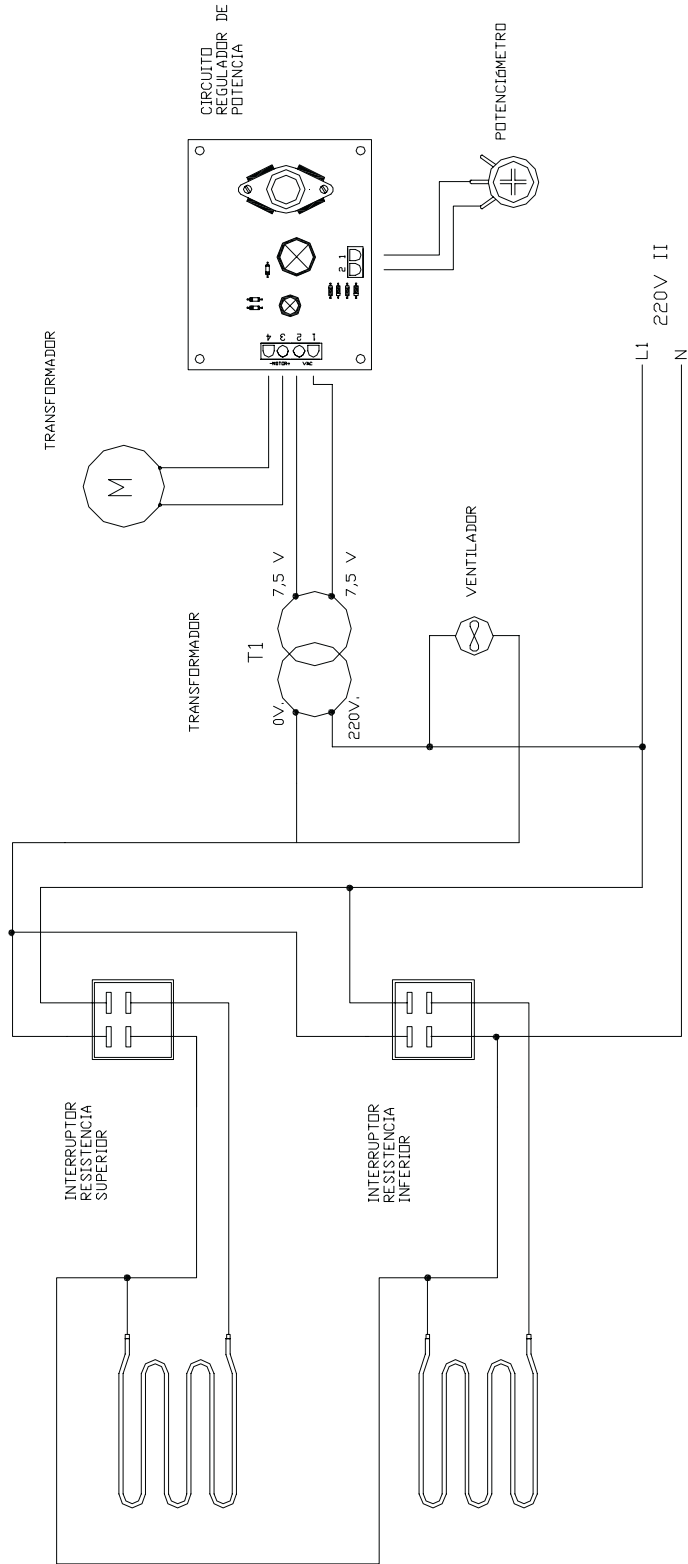 INTERRUPTOR
RESISTENCIA
SUPERIOR
INTERRUPTOR
RESISTENCIA
INFERIOR
TRANSFORMADOR
T1
0V.
220V.
7,5 V
7,5 V
TRANSFORMADOR
M
VENTILADOR
CIRCUITO
REGULADOR DE
POTENCIA
4
3
2
1
-MOTOR+
VAC
2
1
POTENCIÓMETRO
L1
220V II
N